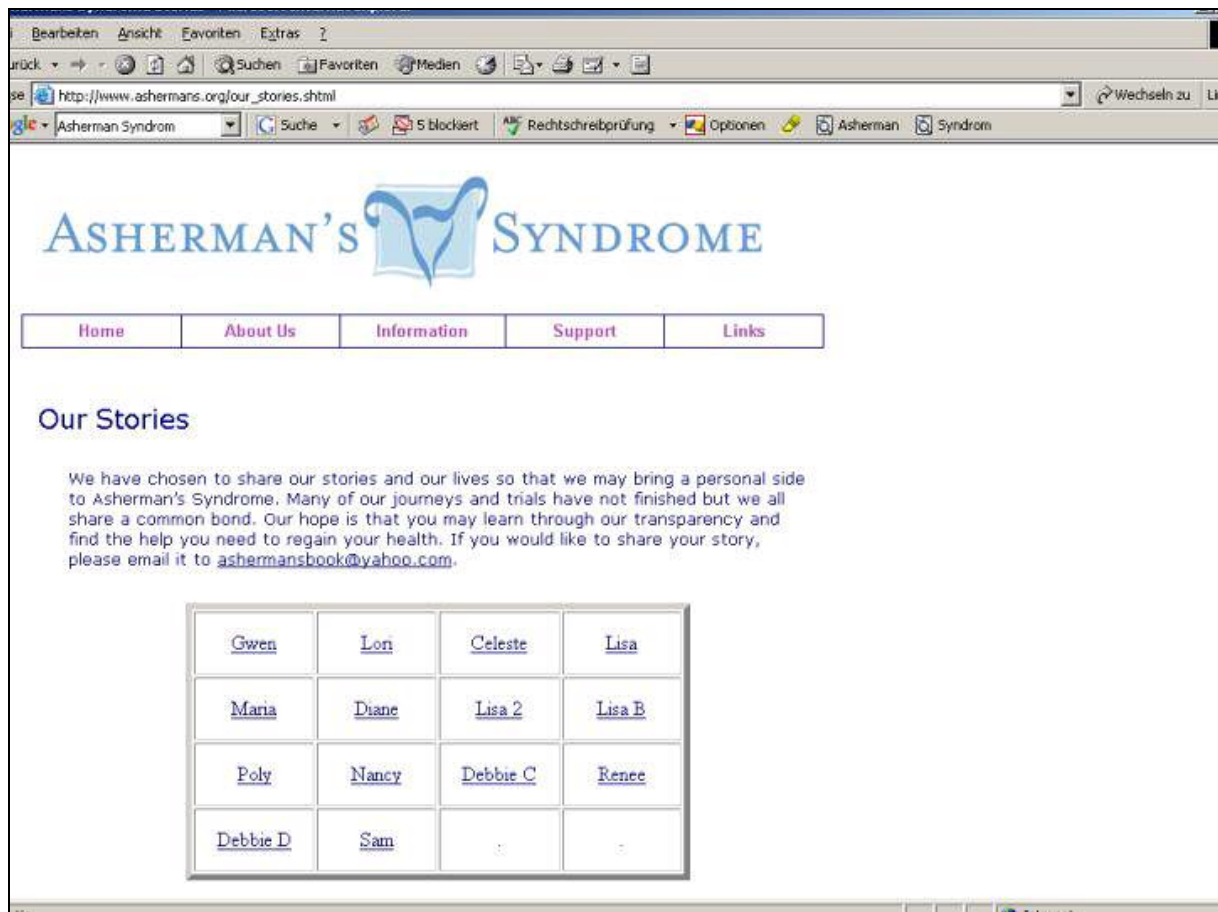 Bearbeiten Ansicht Favoriten Extras ?
Suchen Favoriten Medien
http://www.ashermans.org/our_stories.shtml Wechseln zu
Asherman Syndrom Suche 5 blockiert Rechtschreibprüfung Optionen Asherman Syndrom
ASHERMAN'S SYNDROME
Home About Us Information Support Links
Our Stories
We have chosen to share our stories and our lives so that we may bring a personal side
to Asherman's Syndrome. Many of our journeys and trials have not finished but we all
share a common bond. Our hope is that you may learn through our transparency and
find the help you need to regain your health. If you would like to share your story,
please email it to ashermansbook@yahoo.com.
Gwen Lori Celeste Lisa
Maria Diane Lisa 2 Lisa B
Poly Nancy Debbie C Renee
Debbie D Sam . .